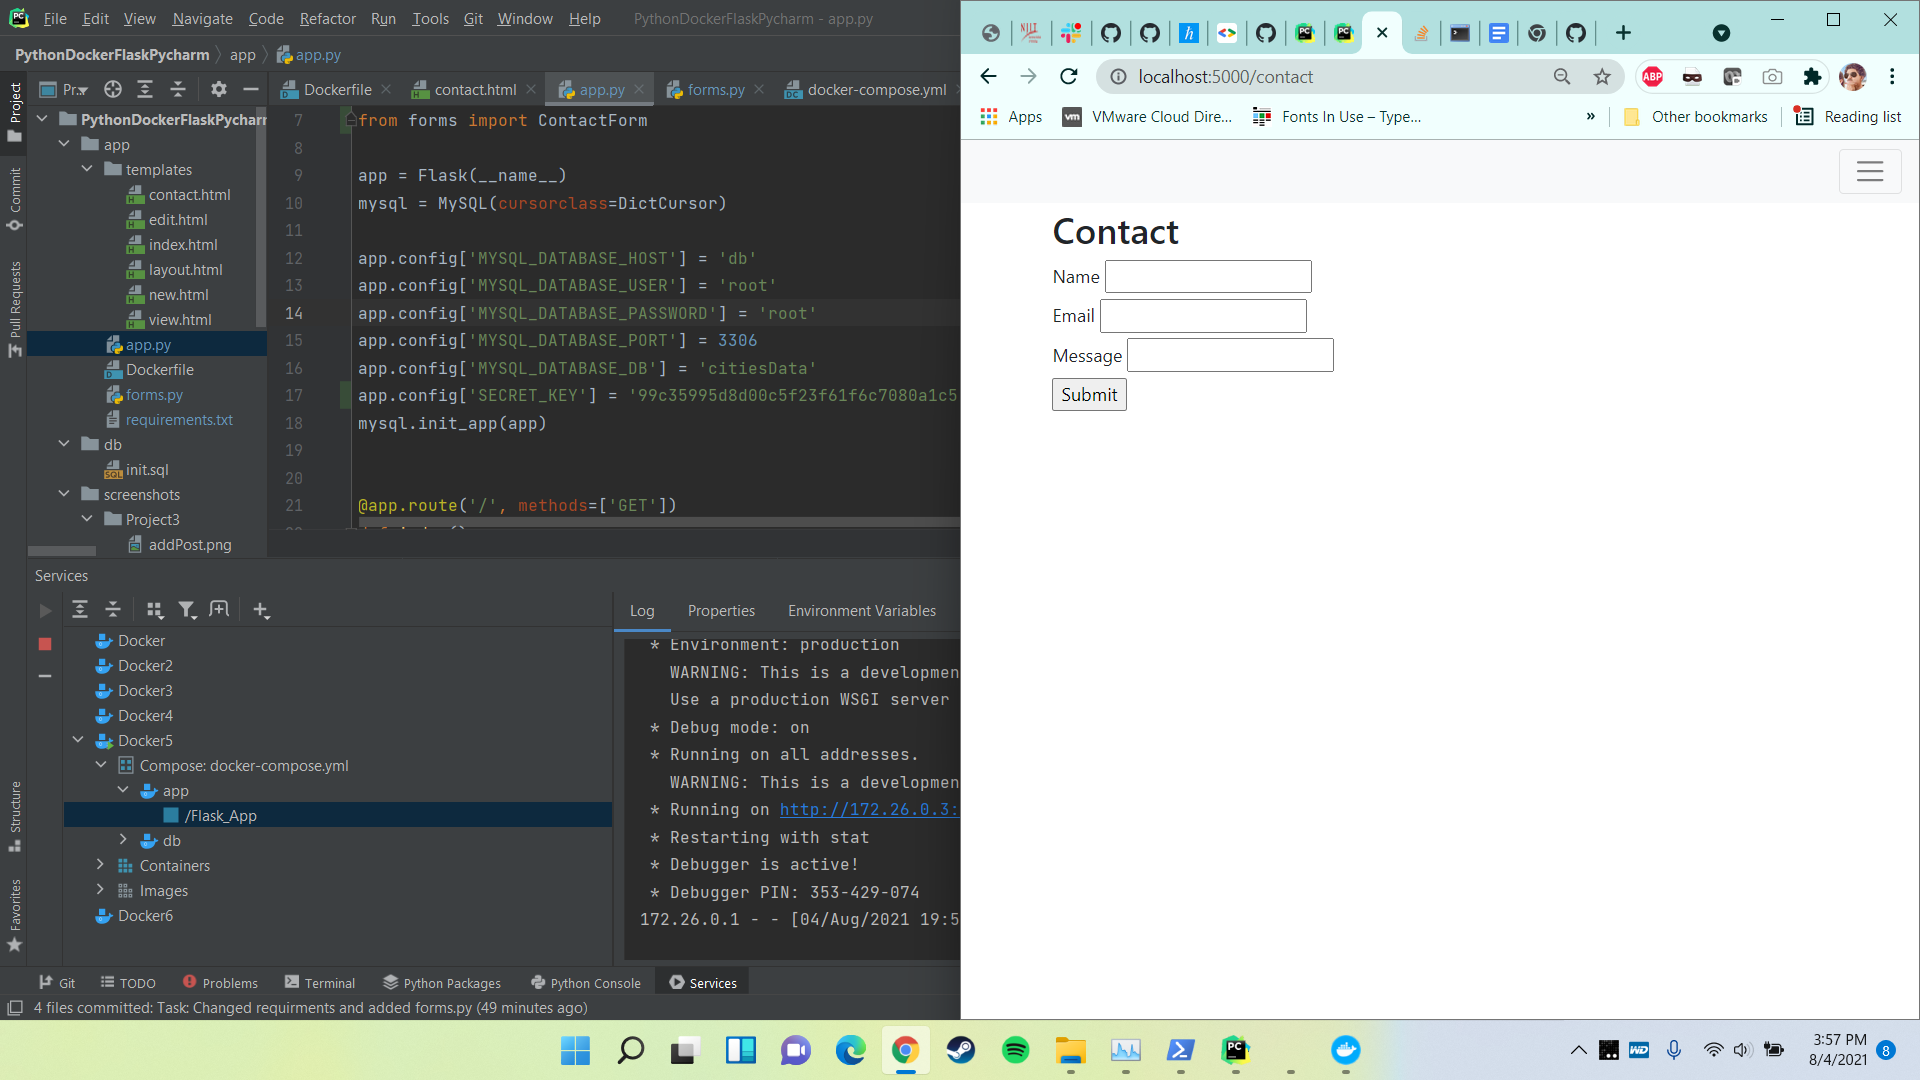 File Edit View Navigate Code Refactor Run Tools Git Window Help PythonDockerFlaskPycharm - app.py
PythonDockerFlaskPycharm app app.py
Project
Commit
Pull Requests
Structure
Favorites
Pr...
PythonDockerFlaskPycharm
app
templates
contact.html
edit.html
index.html
layout.html
new.html
view.html
app.py
Dockerfile
forms.py
requirements.txt
db
init.sql
screenshots
Project3
addPost.png
Dockerfile contact.html app.py forms.py docker-compose.yml
7 from forms import ContactForm
8
9 app = Flask(__name__)
10 mysql = MySQL(cursorclass=DictCursor)
11
12 app.config['MYSQL_DATABASE_HOST'] = 'db'
13 app.config['MYSQL_DATABASE_USER'] = 'root'
14 app.config['MYSQL_DATABASE_PASSWORD'] = 'root'
15 app.config['MYSQL_DATABASE_PORT'] = 3306
16 app.config['MYSQL_DATABASE_DB'] = 'citiesData'
17 app.config['SECRET_KEY'] = '99c35995d8d00c5f23f61f6c7080a1c5
18 mysql.init_app(app)
19
20
21 @app.route('/', methods=['GET'])
Services
Docker
Docker2
Docker3
Docker4
Docker5
Compose: docker-compose.yml
app
/Flask_App
db
Containers
Images
Docker6
Log Properties Environment Variables
* Environment: production
WARNING: This is a developmen
Use a production WSGI server
* Debug mode: on
* Running on all addresses.
WARNING: This is a developmen
* Running on http://172.26.0.3:
* Restarting with stat
* Debugger is active!
* Debugger PIN: 353-429-074
172.26.0.1 - - [04/Aug/2021 19:5
Git TODO Problems Terminal Python Packages Python Console Services
4 files committed: Task: Changed requirments and added forms.py (49 minutes ago)
localhost:5000/contact
ABP
Apps vm VMware Cloud Dire... Fonts In Use – Type... » Other bookmarks Reading list
Contact
Name
Email
Message
Submit
PC
WD
3:57 PM
8/4/2021
8